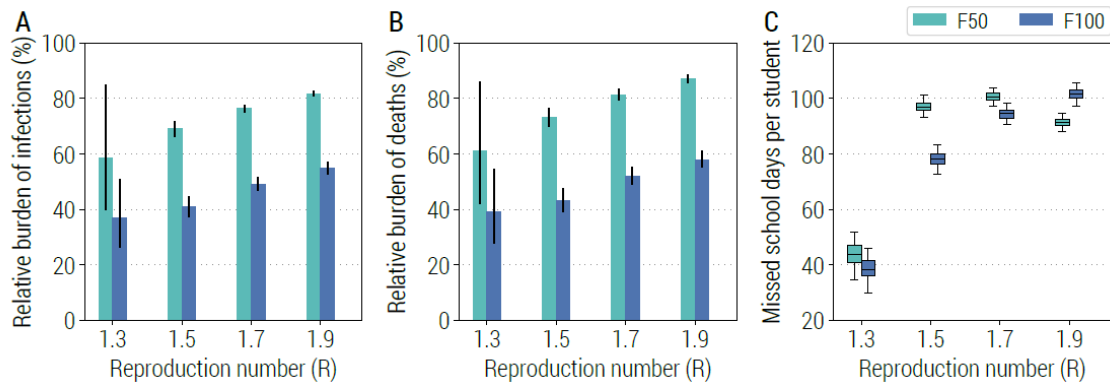 F50 F100
A
Relative burden of infections (%)
100
80
60
40
20
0
1.3 1.5 1.7 1.9
Reproduction number (R)
B
Relative burden of deaths (%)
100
80
60
40
20
0
1.3 1.5 1.7 1.9
Reproduction number (R)
C
Missed school days per student
120
100
80
60
40
20
1.3 1.5 1.7 1.9
Reproduction number (R)